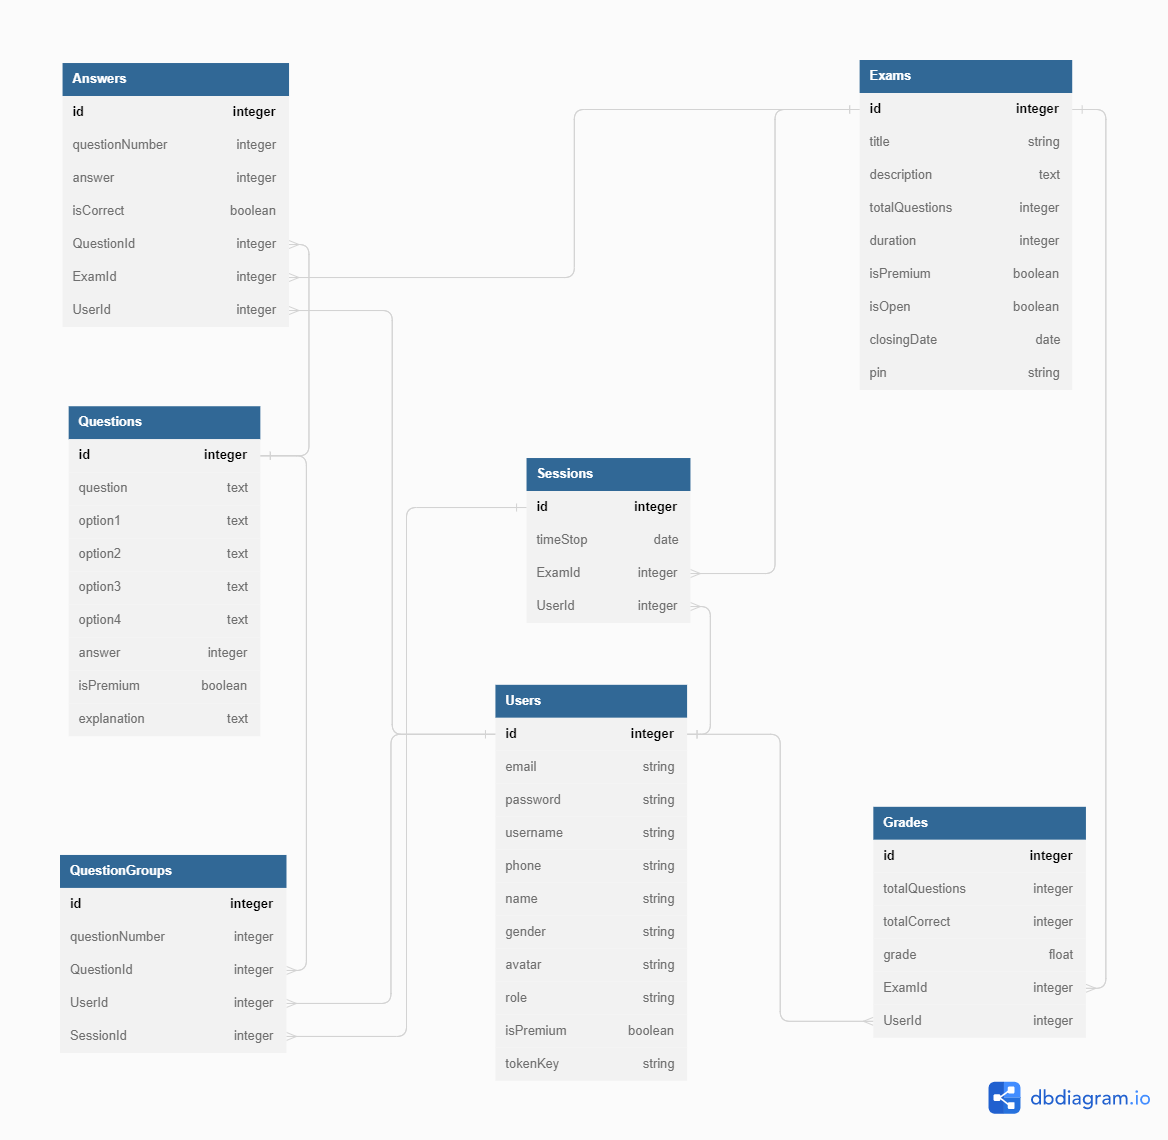 Answers
id integer
questionNumber integer
answer integer
isCorrect boolean
QuestionId integer
ExamId integer
UserId integer
Exams
id integer
title string
description text
totalQuestions integer
duration integer
isPremium boolean
isOpen boolean
closingDate date
pin string
Questions
id integer
question text
option1 text
option2 text
option3 text
option4 text
answer integer
isPremium boolean
explanation text
Sessions
id integer
timeStop date
ExamId integer
UserId integer
Users
id integer
email string
password string
username string
phone string
name string
gender string
avatar string
role string
isPremium boolean
tokenKey string
QuestionGroups
id integer
questionNumber integer
QuestionId integer
UserId integer
SessionId integer
Grades
id integer
totalQuestions integer
totalCorrect integer
grade float
ExamId integer
UserId integer
dbdiagram.io